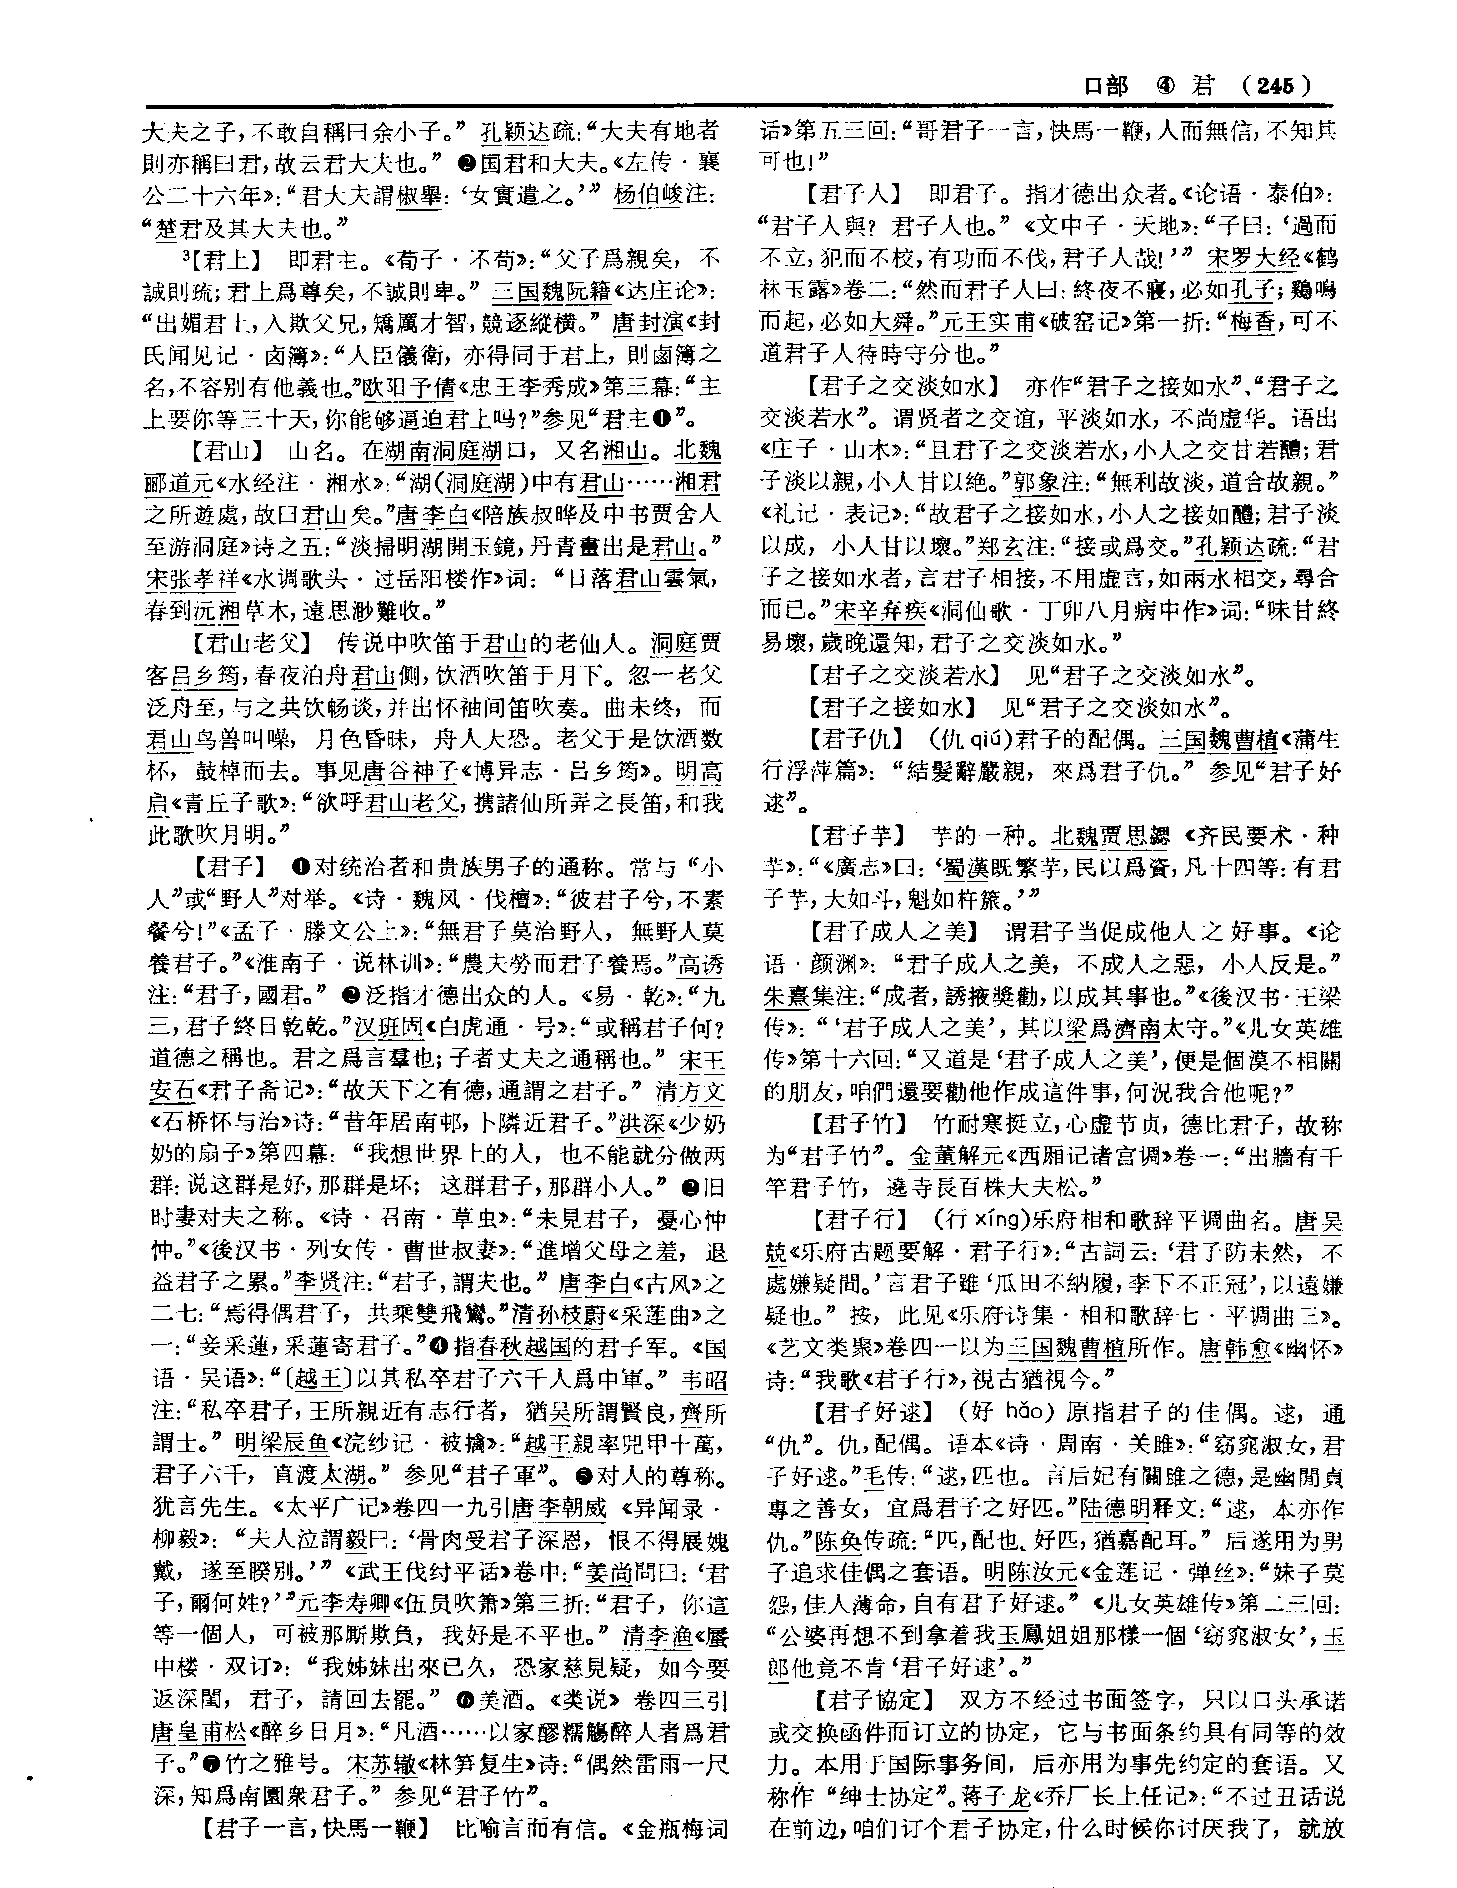 口部 ④ 君 (245)
大夫之子，不敢自稱曰余小子。”孔颖达疏：“大夫有地者
則亦稱曰君，故云君大夫也。”❷国君和大夫。《左传·襄
公二十六年》：“君大夫謂椒舉：‘女實遣之。’”杨伯峻注：
“楚君及其大夫也。”
³【君上】 即君主。《荀子·不苟》：“父子爲親矣，不
誠則疏；君上爲尊矣，不誠則卑。”三国魏阮籍《达庄论》：
“出媚君上，入欺父兄，矯厲才智，競逐縱橫。”唐封演《封
氏闻见记·卤簿》：“人臣儀衛，亦得同于君上，則鹵簿之
名，不容别有他義也。”欧阳予倩《忠王李秀成》第三幕：“主
上要你等三十天，你能够逼迫君上吗？”参见“君主❶”。
【君山】 山名。在湖南洞庭湖口，又名湘山。北魏
郦道元《水经注·湘水》：“湖（洞庭湖）中有君山……湘君
之所遊處，故曰君山矣。”唐李白《陪族叔晔及中书贾舍人
至游洞庭》诗之五：“淡掃明湖開玉鏡，丹青畫出是君山。”
宋张孝祥《水调歌头·过岳阳楼作》词：“日落君山雲氣，
春到沅湘草木，遠思渺難收。”
【君山老父】 传说中吹笛于君山的老仙人。洞庭贾
客吕乡筠，春夜泊舟君山侧，饮酒吹笛于月下。忽一老父
泛舟至，与之共饮畅谈，并出怀袖间笛吹奏。曲未终，而
君山鸟兽叫噪，月色昏昧，舟人大恐。老父于是饮酒数
杯，鼓棹而去。事见唐谷神子《博异志·吕乡筠》。明高
启《青丘子歌》：“欲呼君山老父，携諸仙所弄之長笛，和我
此歌吹月明。”
【君子】 ❶对统治者和贵族男子的通称。常与“小
人”或“野人”对举。《诗·魏风·伐檀》：“彼君子兮，不素
餐兮！”《孟子·滕文公上》：“無君子莫治野人，無野人莫
養君子。”《淮南子·说林训》：“農夫勞而君子養焉。”高诱
注：“君子，國君。”❷泛指才德出众的人。《易·乾》：“九
三，君子終日乾乾。”汉班固《白虎通·号》：“或稱君子何？
道德之稱也。君之爲言羣也；子者丈夫之通稱也。”宋王
安石《君子斋记》：“故天下之有德，通謂之君子。”清方文
《石桥怀与治》诗：“昔年居南邨，卜隣近君子。”洪深《少奶
奶的扇子》第四幕：“我想世界上的人，也不能就分做两
群：说这群是好，那群是坏；这群君子，那群小人。”❸旧
时妻对夫之称。《诗·召南·草虫》：“未見君子，憂心忡
忡。”《後汉书·列女传·曹世叔妻》：“進增父母之羞，退
益君子之累。”李贤注：“君子，謂夫也。”唐李白《古风》之
二七：“焉得偶君子，共乘雙飛鸞。”清孙枝蔚《采莲曲》之
一：“妾采蓮，采蓮寄君子。”❹指春秋越国的君子军。《国
语·吴语》：“〔越王〕以其私卒君子六千人爲中軍。”韦昭
注：“私卒君子，王所親近有志行者，猶吴所謂賢良，齊所
謂士。”明梁辰鱼《浣纱记·被擒》：“越王親率兕甲十萬，
君子六千，直渡太湖。”参见“君子軍”。❺对人的尊称。
犹言先生。《太平广记》卷四一九引唐李朝威《异闻录·
柳毅》：“夫人泣謂毅曰：‘骨肉受君子深恩，恨不得展媿
戴，遂至睽别。’”《武王伐纣平话》卷中：“姜尚問曰：‘君
子，爾何姓？’”元李寿卿《伍员吹箫》第三折：“君子，你這
等一個人，可被那厮欺負，我好是不平也。”清李渔《蜃
中楼·双订》：“我姊妹出來已久，恐家慈見疑，如今要
返深閨，君子，請回去罷。”❻美酒。《类说》卷四三引
唐皇甫松《醉乡日月》：“凡酒……以家醪糯觴醉人者爲君
子。”❼竹之雅号。宋苏辙《林笋复生》诗：“偶然雷雨一尺
深，知爲南園衆君子。”参见“君子竹”。
【君子一言，快馬一鞭】 比喻言而有信。《金瓶梅词
话》第五三回：“哥君子一言，快馬一鞭，人而無信，不知其
可也！”
【君子人】 即君子。指才德出众者。《论语·泰伯》：
“君子人與？君子人也。”《文中子·天地》：“子曰：‘過而
不文，犯而不校，有功而不伐，君子人哉！’”宋罗大经《鹤
林玉露》卷二：“然而君子人曰：終夜不寢，必如孔子；鷄鳴
而起，必如大舜。”元王实甫《破窑记》第一折：“梅香，可不
道君子人待時守分也。”
【君子之交淡如水】 亦作“君子之接如水”、“君子之
交淡若水”。谓贤者之交谊，平淡如水，不尚虚华。语出
《庄子·山木》：“且君子之交淡若水，小人之交甘若醴；君
子淡以親，小人甘以绝。”郭象注：“無利故淡，道合故親。”
《礼记·表记》：“故君子之接如水，小人之接如醴；君子淡
以成，小人甘以壞。”郑玄注：“接或爲交。”孔颖达疏：“君
子之接如水者，言君子相接，不用虚言，如兩水相交，尋合
而已。”宋辛弃疾《洞仙歌·丁卯八月病中作》词：“味甘終
易壞，歲晚還知，君子之交淡如水。”
【君子之交淡若水】 见“君子之交淡如水”。
【君子之接如水】 见“君子之交淡如水”。
【君子仇】 （仇qiú）君子的配偶。三国魏曹植《蒲生
行浮萍篇》：“結髮辭嚴親，來爲君子仇。”参见“君子好
逑”。
【君子芋】 芋的一种。北魏贾思勰《齐民要术·种
芋》：“《廣志》曰：‘蜀漢既繁芋，民以爲資，凡十四等：有君
子芋，大如斗，魁如杵簇。’”
【君子成人之美】 谓君子当促成他人之好事。《论
语·颜渊》：“君子成人之美，不成人之惡，小人反是。”
朱熹集注：“成者，誘掖奬勸，以成其事也。”《後汉书·王梁
传》：“‘君子成人之美’，其以梁爲濟南太守。”《儿女英雄
传》第十六回：“又道是‘君子成人之美’，便是個漠不相關
的朋友，咱們還要勸他作成這件事，何況我合他呢？”
【君子竹】 竹耐寒挺立，心虚节贞，德比君子，故称
为“君子竹”。金董解元《西厢记诸宫调》卷一：“出牆有千
竿君子竹，遶寺長百株大夫松。”
【君子行】 （行xíng）乐府相和歌辞平调曲名。唐吴
兢《乐府古题要解·君子行》：“古詞云：‘君子防未然，不
處嫌疑間。’言君子雖‘瓜田不納履，李下不正冠’，以遠嫌
疑也。”按，此见《乐府诗集·相和歌辞七·平调曲三》。
《艺文类聚》卷四一以为三国魏曹植所作。唐韩愈《幽怀》
诗：“我歌《君子行》，視古猶視今。”
【君子好逑】 （好 hǎo）原指君子的佳偶。逑，通
“仇”。仇，配偶。语本《诗·周南·关雎》：“窈窕淑女，君
子好逑。”毛传：“逑，匹也。言后妃有關雎之德，是幽閒貞
專之善女，宜爲君子之好匹。”陆德明释文：“逑，本亦作
仇。”陈奂传疏：“匹，配也。好匹，猶嘉配耳。”后遂用为男
子追求佳偶之套语。明陈汝元《金莲记·弹丝》：“妹子莫
怨，佳人薄命，自有君子好逑。”《儿女英雄传》第二三回：
“公婆再想不到拿着我玉鳳姐姐那樣一個‘窈窕淑女’，玉
郎他竟不肯‘君子好逑’。”
【君子協定】 双方不经过书面签字，只以口头承诺
或交换函件而订立的协定，它与书面条约具有同等的效
力。本用于国际事务间，后亦用为事先约定的套语。又
称作“绅士协定”。蒋子龙《乔厂长上任记》：“不过丑话说
在前边，咱们订个君子协定，什么时候你讨厌我了，就放